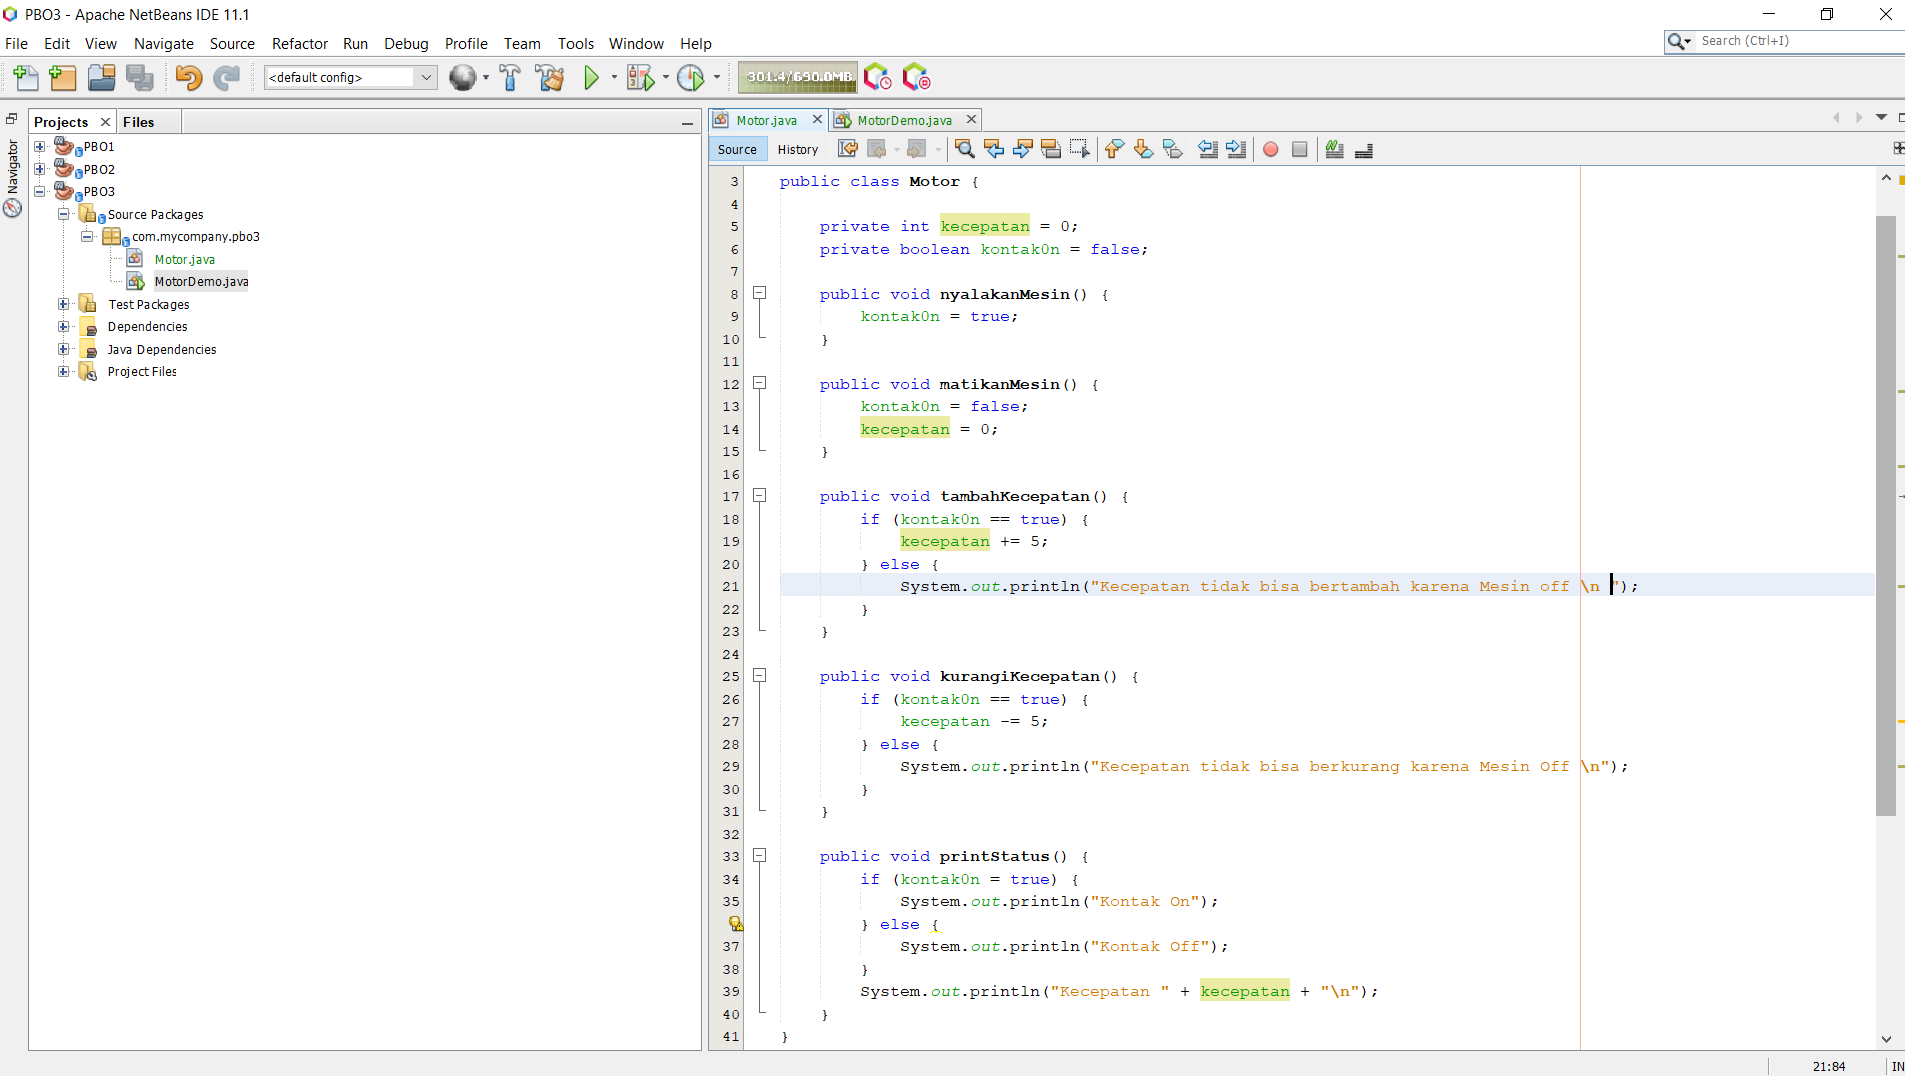 PBO3 - Apache NetBeans IDE 11.1
File Edit View Navigate Source Refactor Run Debug Profile Team Tools Window Help
Search (Ctrl+I)
<default config>
301.4/690.0MB
Projects Files
Navigator
PBO1
PBO2
PBO3
Source Packages
com.mycompany.pbo3
Motor.java
MotorDemo.java
Test Packages
Dependencies
Java Dependencies
Project Files
Motor.java MotorDemo.java
Source History
3 public class Motor {
4
5 private int kecepatan = 0;
6 private boolean kontakOn = false;
7
8 public void nyalakanMesin() {
9 kontakOn = true;
10 }
11
12 public void matikanMesin() {
13 kontakOn = false;
14 kecepatan = 0;
15 }
16
17 public void tambahKecepatan() {
18 if (kontakOn == true) {
19 kecepatan += 5;
20 } else {
21 System.out.println("Kecepatan tidak bisa bertambah karena Mesin off \n ");
22 }
23 }
24
25 public void kurangiKecepatan() {
26 if (kontakOn == true) {
27 kecepatan -= 5;
28 } else {
29 System.out.println("Kecepatan tidak bisa berkurang karena Mesin Off \n");
30 }
31 }
32
33 public void printStatus() {
34 if (kontakOn = true) {
35 System.out.println("Kontak On");
} else {
37 System.out.println("Kontak Off");
38 }
39 System.out.println("Kecepatan " + kecepatan + "\n");
40 }
41 }
21:84 IN